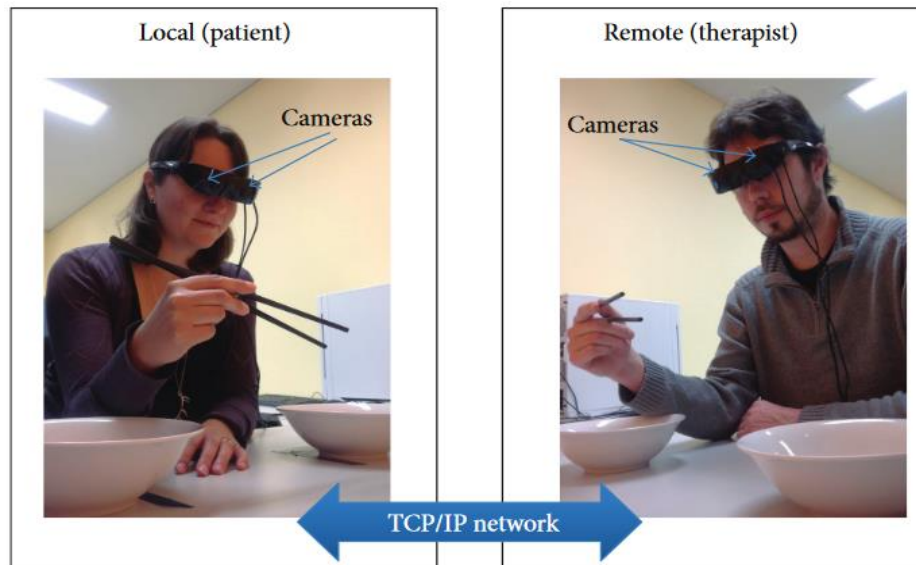 Local (patient)
Remote (therapist)
Cameras
Cameras
TCP/IP network